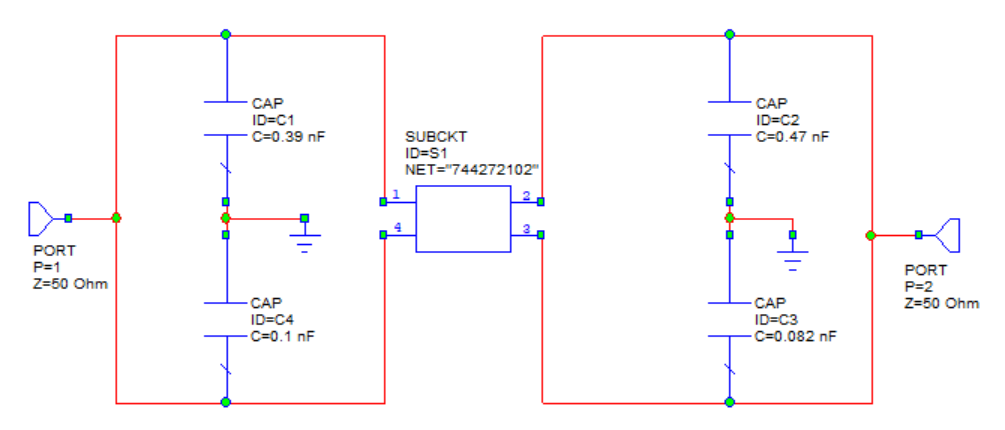 CAP
ID=C1
C=0.39 nF
CAP
ID=C2
C=0.47 nF
SUBCKT
ID=S1
NET="744272102"
1
2
4
3
PORT
P=1
Z=50 Ohm
PORT
P=2
Z=50 Ohm
CAP
ID=C4
C=0.1 nF
CAP
ID=C3
C=0.082 nF